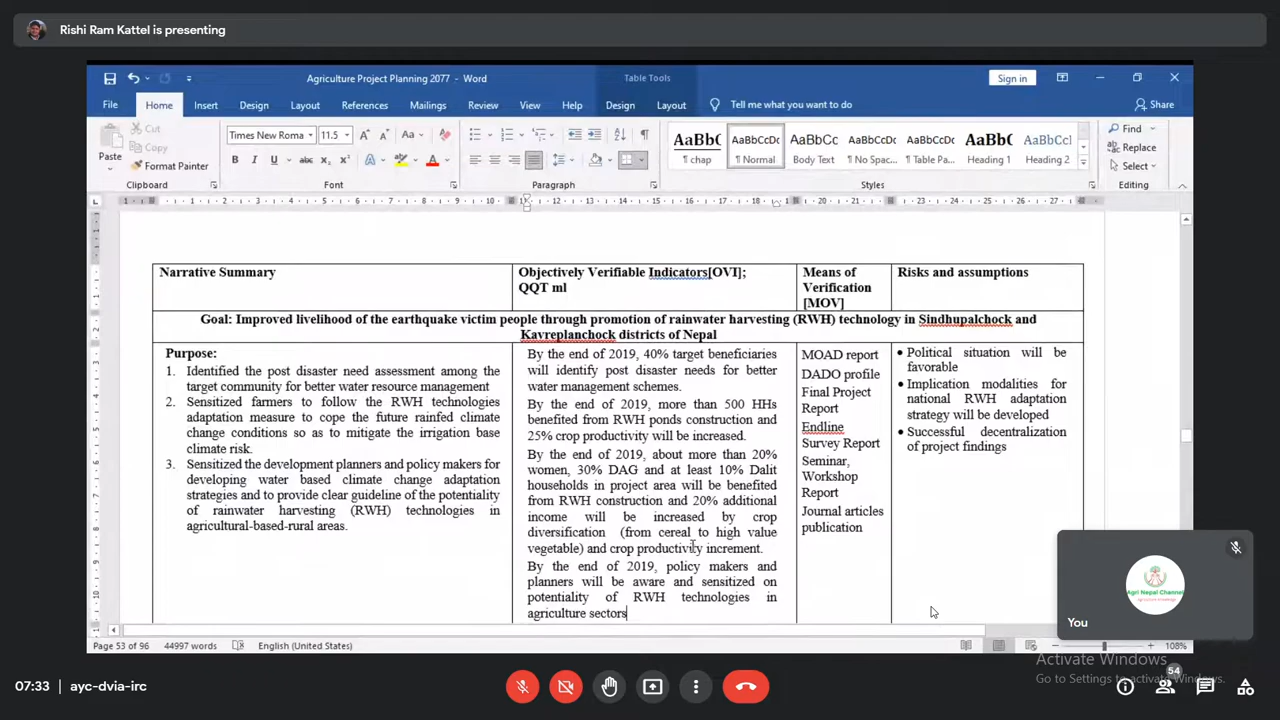 Rishi Ram Kattel is presenting
Agriculture Project Planning 2077 - Word
Table Tools
Sign in
File
Home
Insert
Design
Layout
References
Mailings
Review
View
Help
Design
Layout
Tell me what you want to do
Share
Paste
Cut
Copy
Format Painter
Clipboard
Times New Roma
11.5
Font
Paragraph
AaBbC
¶ chap
AaBbCcDc
¶ Normal
AaBbCcDc
Body Text
AaBbCcDc
¶ No Spac...
AaBbCcDc
¶ Table Pa...
AaBb(
Heading 1
AaBbCcDc
Heading 2
Styles
Find
Replace
Select
Editing
Narrative Summary
Objectively Verifiable Indicators[OVI];
QQT ml
Means of
Verification
[MOV]
Risks and assumptions
Goal: Improved livelihood of the earthquake victim people through promotion of rainwater harvesting (RWH) technology in Sindhupalchock and
Kavreplanchock districts of Nepal
Purpose:
1. Identified the post disaster need assessment among the
target community for better water resource management
2. Sensitized farmers to follow the RWH technologies
adaptation measure to cope the future rainfed climate
change conditions so as to mitigate the irrigation base
climate risk.
3. Sensitized the development planners and policy makers for
developing water based climate change adaptation
strategies and to provide clear guideline of the potentiality
of rainwater harvesting (RWH) technologies in
agricultural-based-rural areas.
By the end of 2019, 40% target beneficiaries
will identify post disaster needs for better
water management schemes.
By the end of 2019, more than 500 HHs
benefited from RWH ponds construction and
25% crop productivity will be increased.
By the end of 2019, about more than 20%
women, 30% DAG and at least 10% Dalit
households in project area will be benefited
from RWH construction and 20% additional
income will be increased by crop
diversification (from cereal to high value
vegetable) and crop productivity increment.
By the end of 2019, policy makers and
planners will be aware and sensitized on
potentiality of RWH technologies in
agriculture sectors
MOAD report
DADO profile
Final Project
Report
Endline
Survey Report
Seminar,
Workshop
Report
Journal articles
publication
• Political situation will be
favorable
• Implication modalities for
national RWH adaptation
strategy will be developed
• Successful decentralization
of project findings
Agri Nepal Channel
You
Page 53 of 96
44997 words
English (United States)
108%
Activate Windows
Go to Settings to activate Windows.
07:33 | ayc-dvia-irc
54